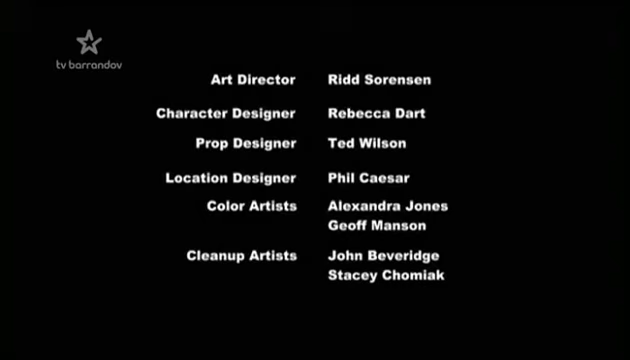 tv barrandov
Art Director Ridd Sorensen
Character Designer Rebecca Dart
Prop Designer Ted Wilson
Location Designer Phil Caesar
Color Artists Alexandra Jones
Geoff Manson
Cleanup Artists John Beveridge
Stacey Chomiak